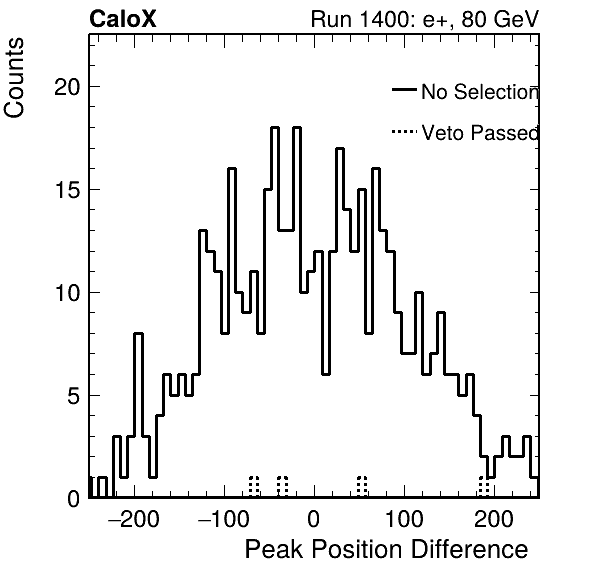 CaloX Run 1400: e+, 80 GeV
Counts
No Selection
Veto Passed
20
15
10
5
0
−200 −100 0 100 200
Peak Position Difference